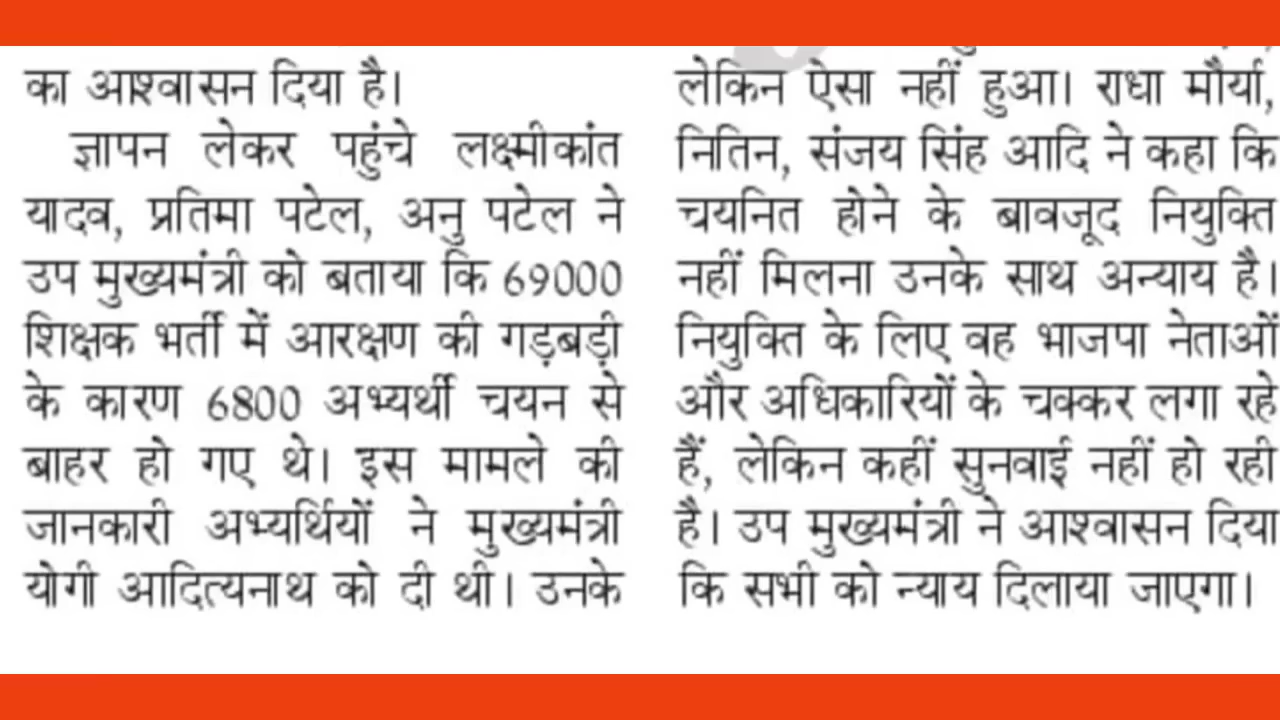 का आश्वासन दिया है।
ज्ञापन लेकर पहुंचे लक्ष्मीकांत
यादव, प्रतिमा पटेल, अनु पटेल ने
उप मुख्यमंत्री को बताया कि 69000
शिक्षक भर्ती में आरक्षण की गड़बड़ी
के कारण 6800 अभ्यर्थी चयन से
बाहर हो गए थे। इस मामले की
जानकारी अभ्यर्थियों ने मुख्यमंत्री
योगी आदित्यनाथ को दी थी। उनके
लेकिन ऐसा नहीं हुआ। राधा मौर्या,
नितिन, संजय सिंह आदि ने कहा कि
चयनित होने के बावजूद नियुक्ति
नहीं मिलना उनके साथ अन्याय है।
नियुक्ति के लिए वह भाजपा नेताओं
और अधिकारियों के चक्कर लगा रहे
हैं, लेकिन कहीं सुनवाई नहीं हो रही
है। उप मुख्यमंत्री ने आश्वासन दिया
कि सभी को न्याय दिलाया जाएगा।